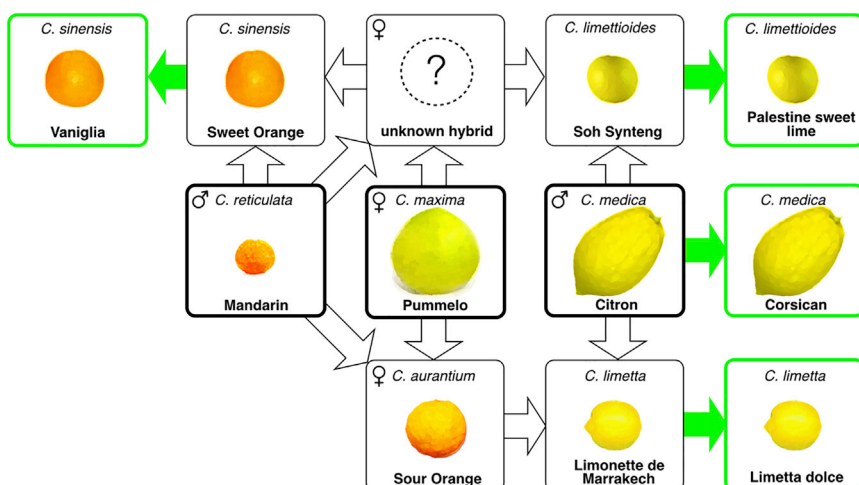 C. sinensis
Vaniglia
C. sinensis
Sweet Orange
♀
?
unknown hybrid
C. limettioides
Soh Synteng
C. limettioides
Palestine sweet
lime
♂ C. reticulata
Mandarin
♀ C. maxima
Pummelo
♂ C. medica
Citron
C. medica
Corsican
♀ C. aurantium
Sour Orange
C. limetta
Limonette de
Marrakech
C. limetta
Limetta dolce